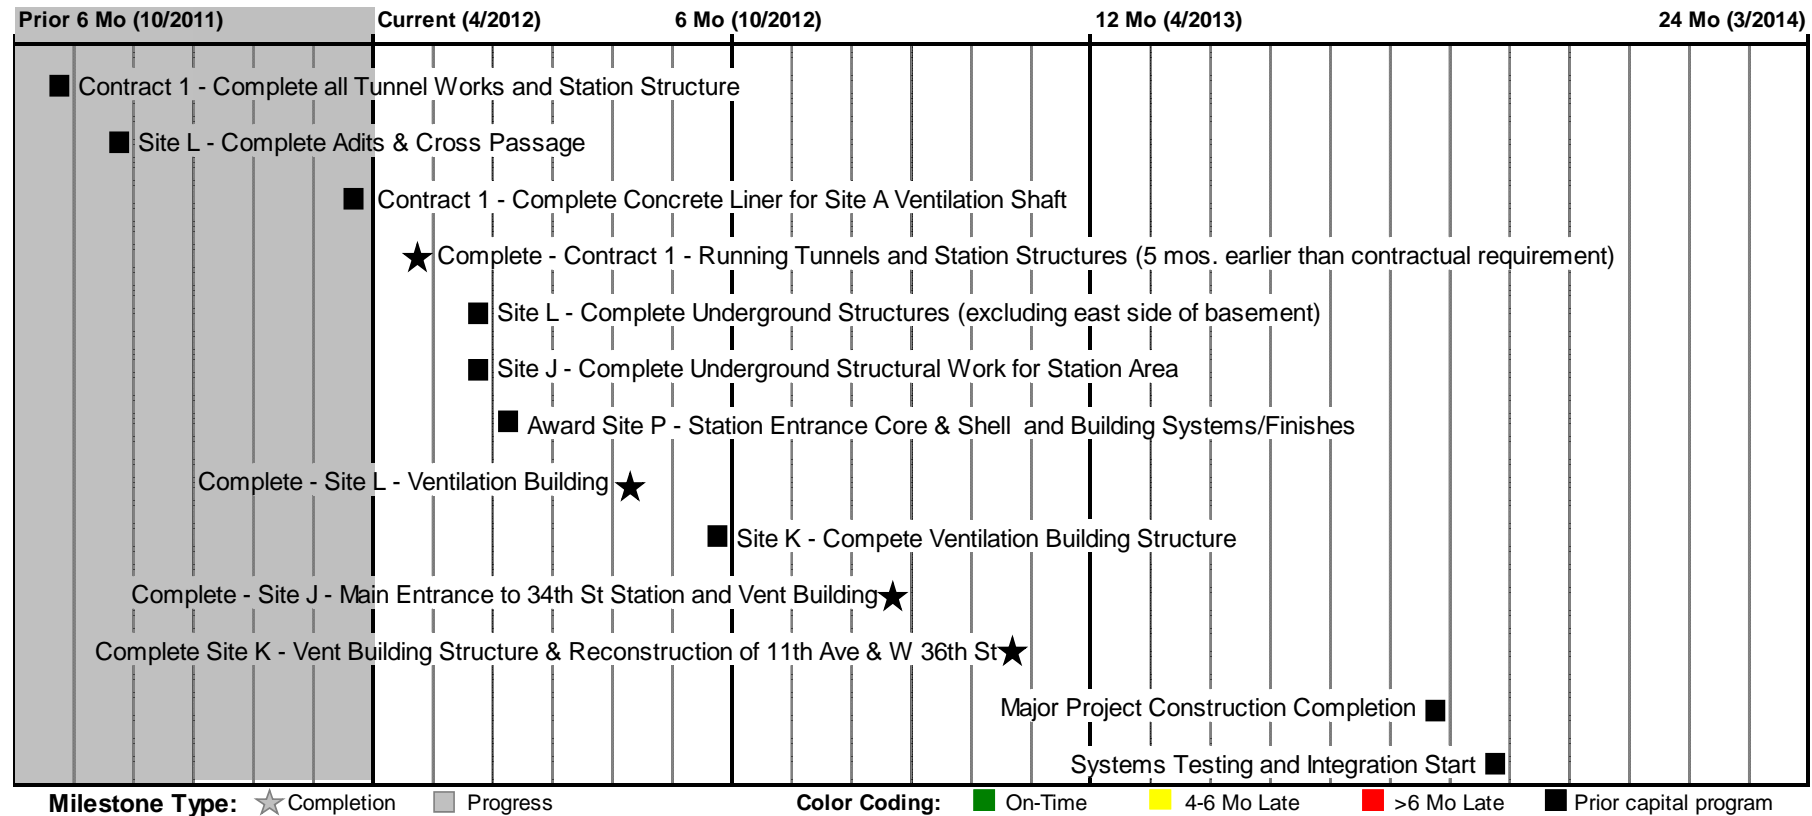 Prior 6 Mo (10/2011) Current (4/2012) 6 Mo (10/2012) 12 Mo (4/2013) 24 Mo (3/2014)
Contract 1 - Complete all Tunnel Works and Station Structure
Site L - Complete Adits & Cross Passage
Contract 1 - Complete Concrete Liner for Site A Ventilation Shaft
Complete - Contract 1 - Running Tunnels and Station Structures (5 mos. earlier than contractual requirement)
Site L - Complete Underground Structures (excluding east side of basement)
Site J - Complete Underground Structural Work for Station Area
Award Site P - Station Entrance Core & Shell and Building Systems/Finishes
Complete - Site L - Ventilation Building
Site K - Compete Ventilation Building Structure
Complete - Site J - Main Entrance to 34th St Station and Vent Building
Complete Site K - Vent Building Structure & Reconstruction of 11th Ave & W 36th St
Major Project Construction Completion
Systems Testing and Integration Start
Milestone Type: Completion Progress Color Coding: On-Time 4-6 Mo Late >6 Mo Late Prior capital program